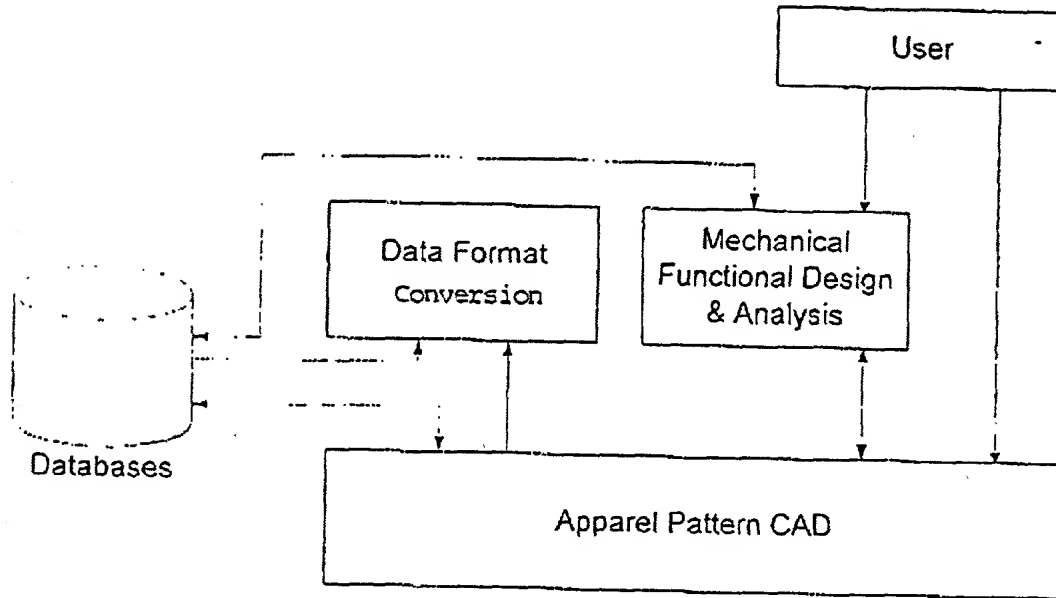 User
Data Format
Conversion
Mechanical
Functional Design
& Analysis
Databases
Apparel Pattern CAD